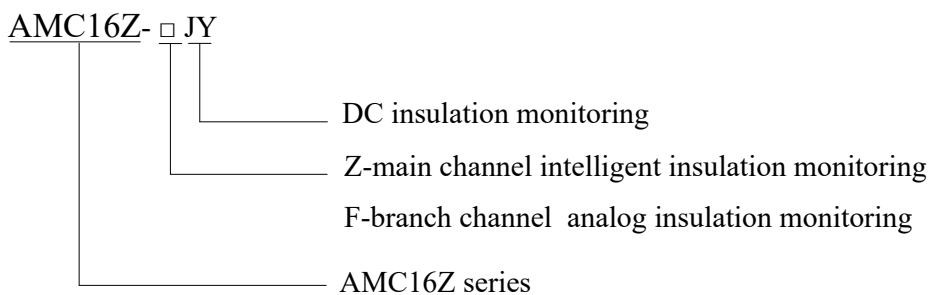 AMC16Z- □ JY
DC insulation monitoring
Z-main channel intelligent insulation monitoring
F-branch channel analog insulation monitoring
AMC16Z series